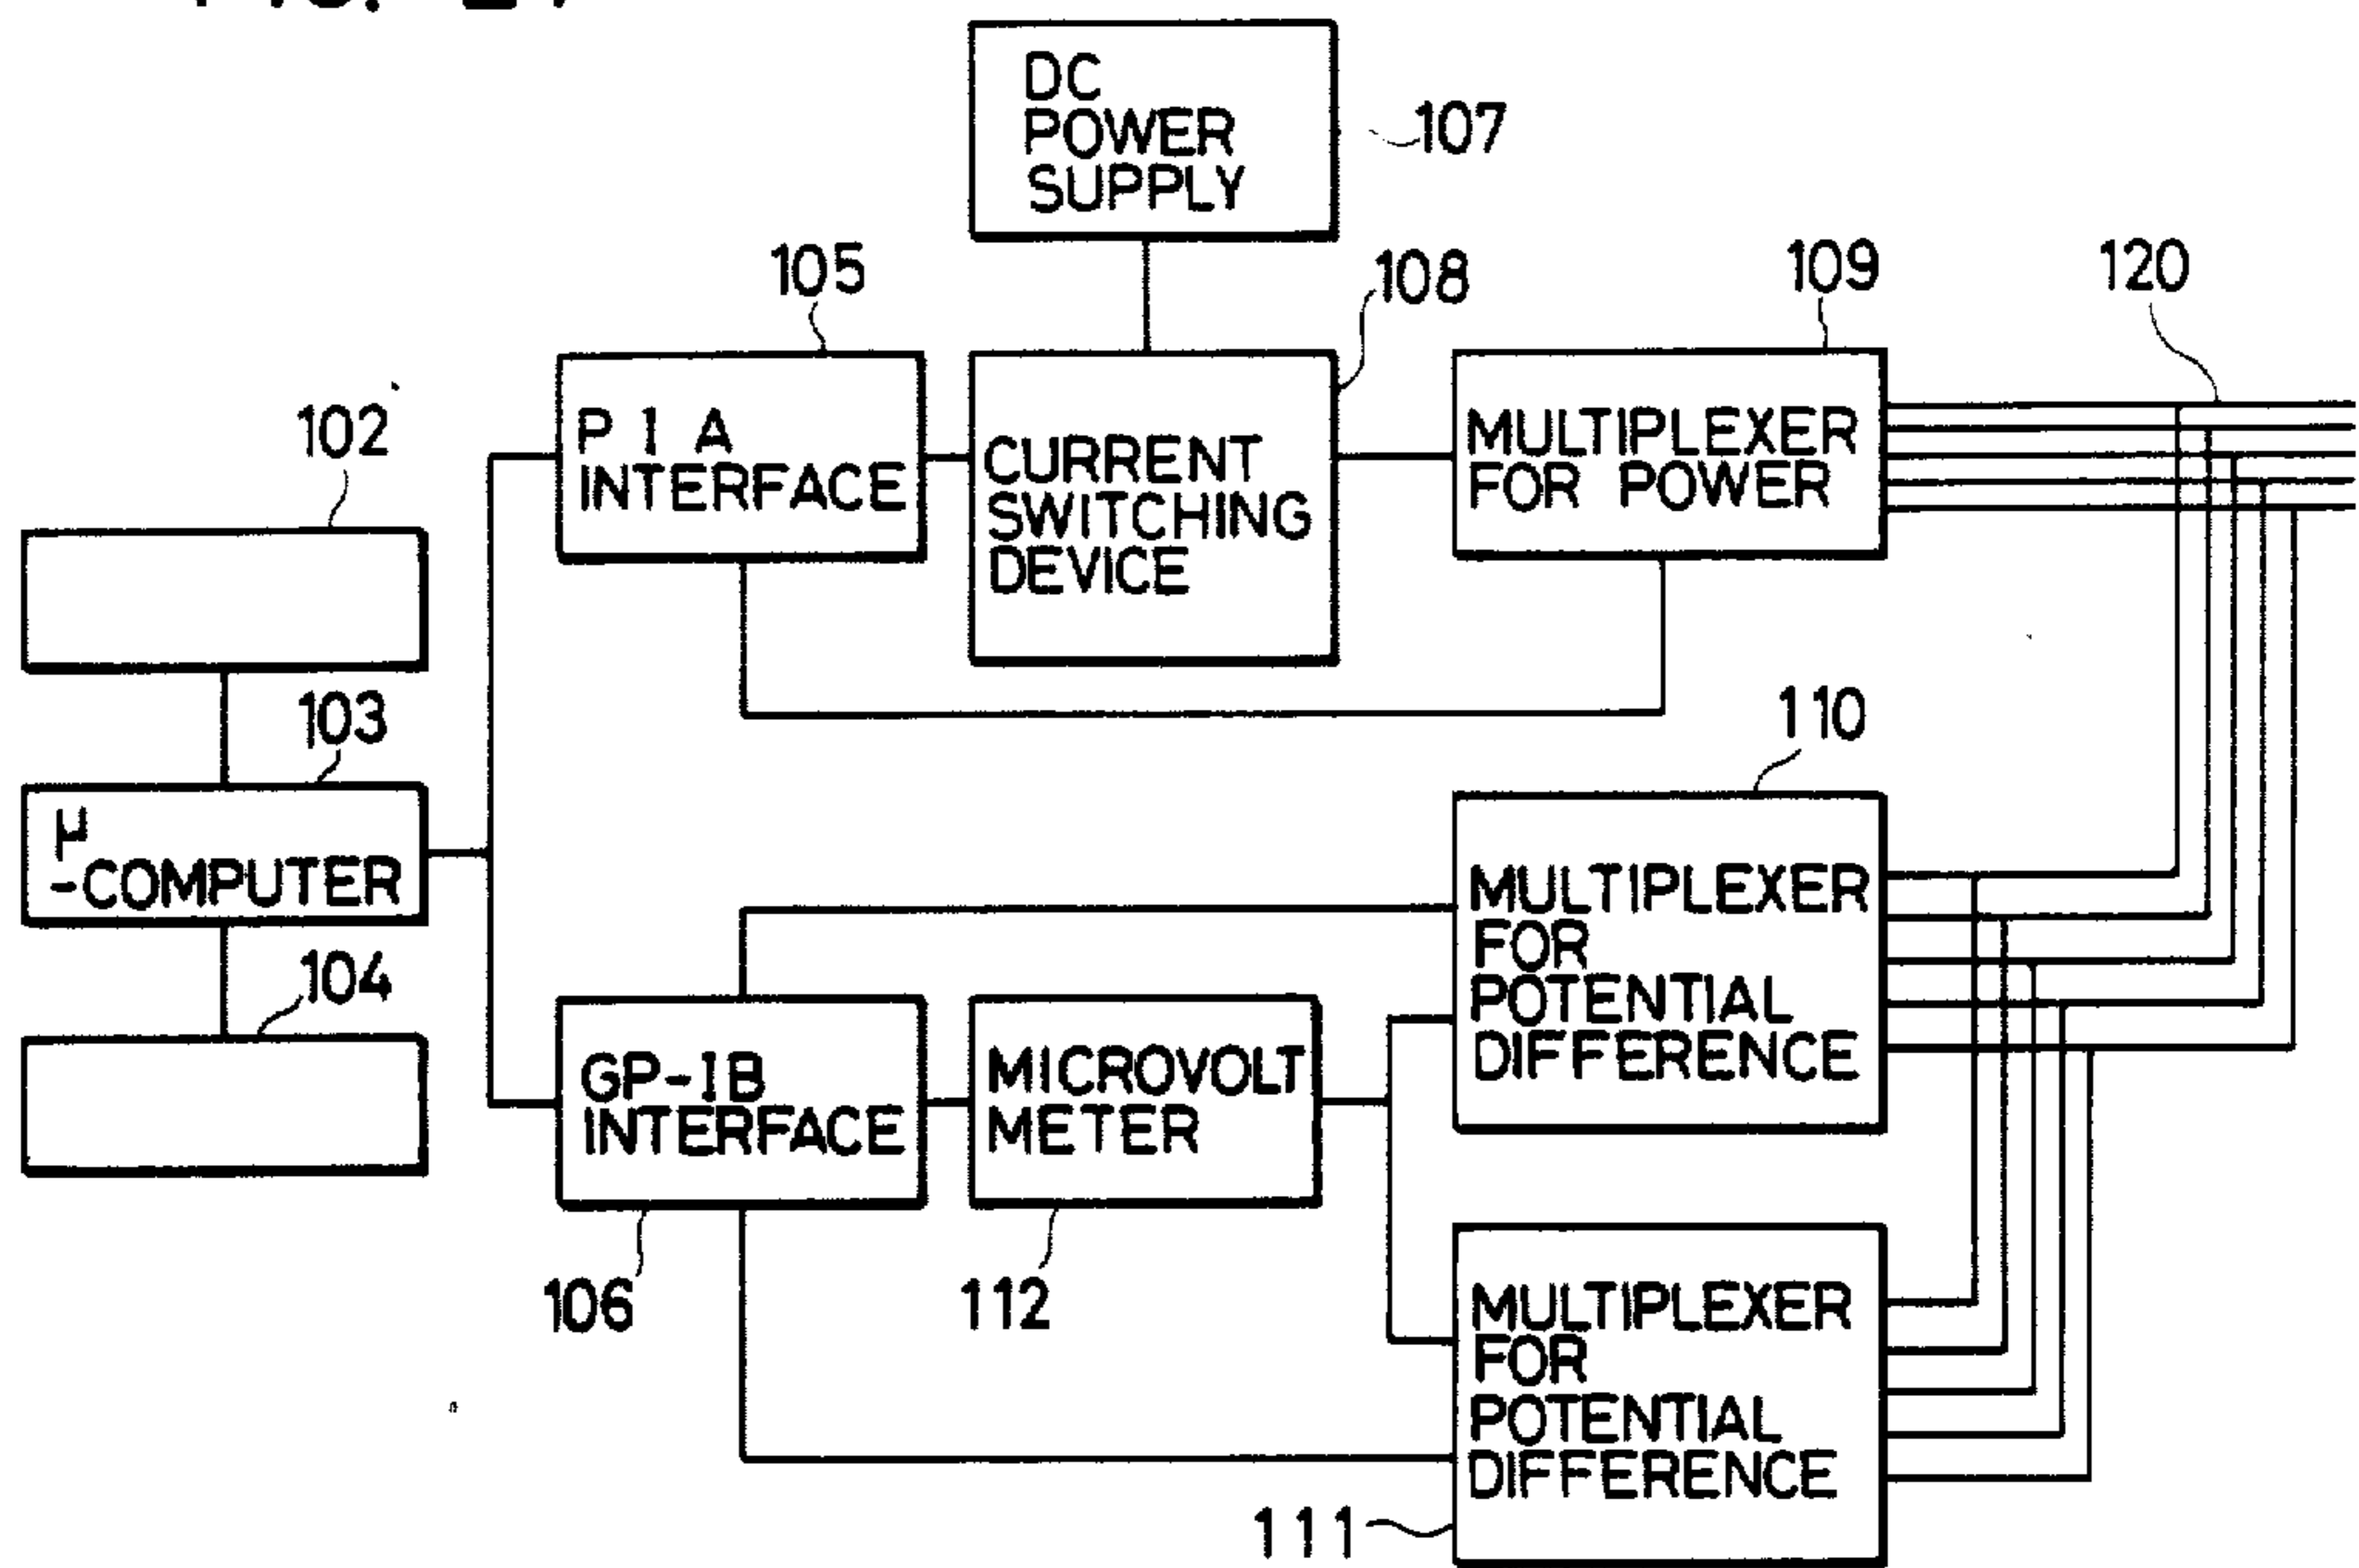 DC
POWER
SUPPLY
107
105
108
109
120
102
P I A
INTERFACE
CURRENT
SWITCHING
DEVICE
MULTIPLEXER
FOR POWER
103
μ
-COMPUTER
110
104
MULTIPLEXER
FOR
POTENTIAL
DIFFERENCE
GP-IB
INTERFACE
MICROVOLT
METER
106
112
MULTIPLEXER
FOR
POTENTIAL
DIFFERENCE
111